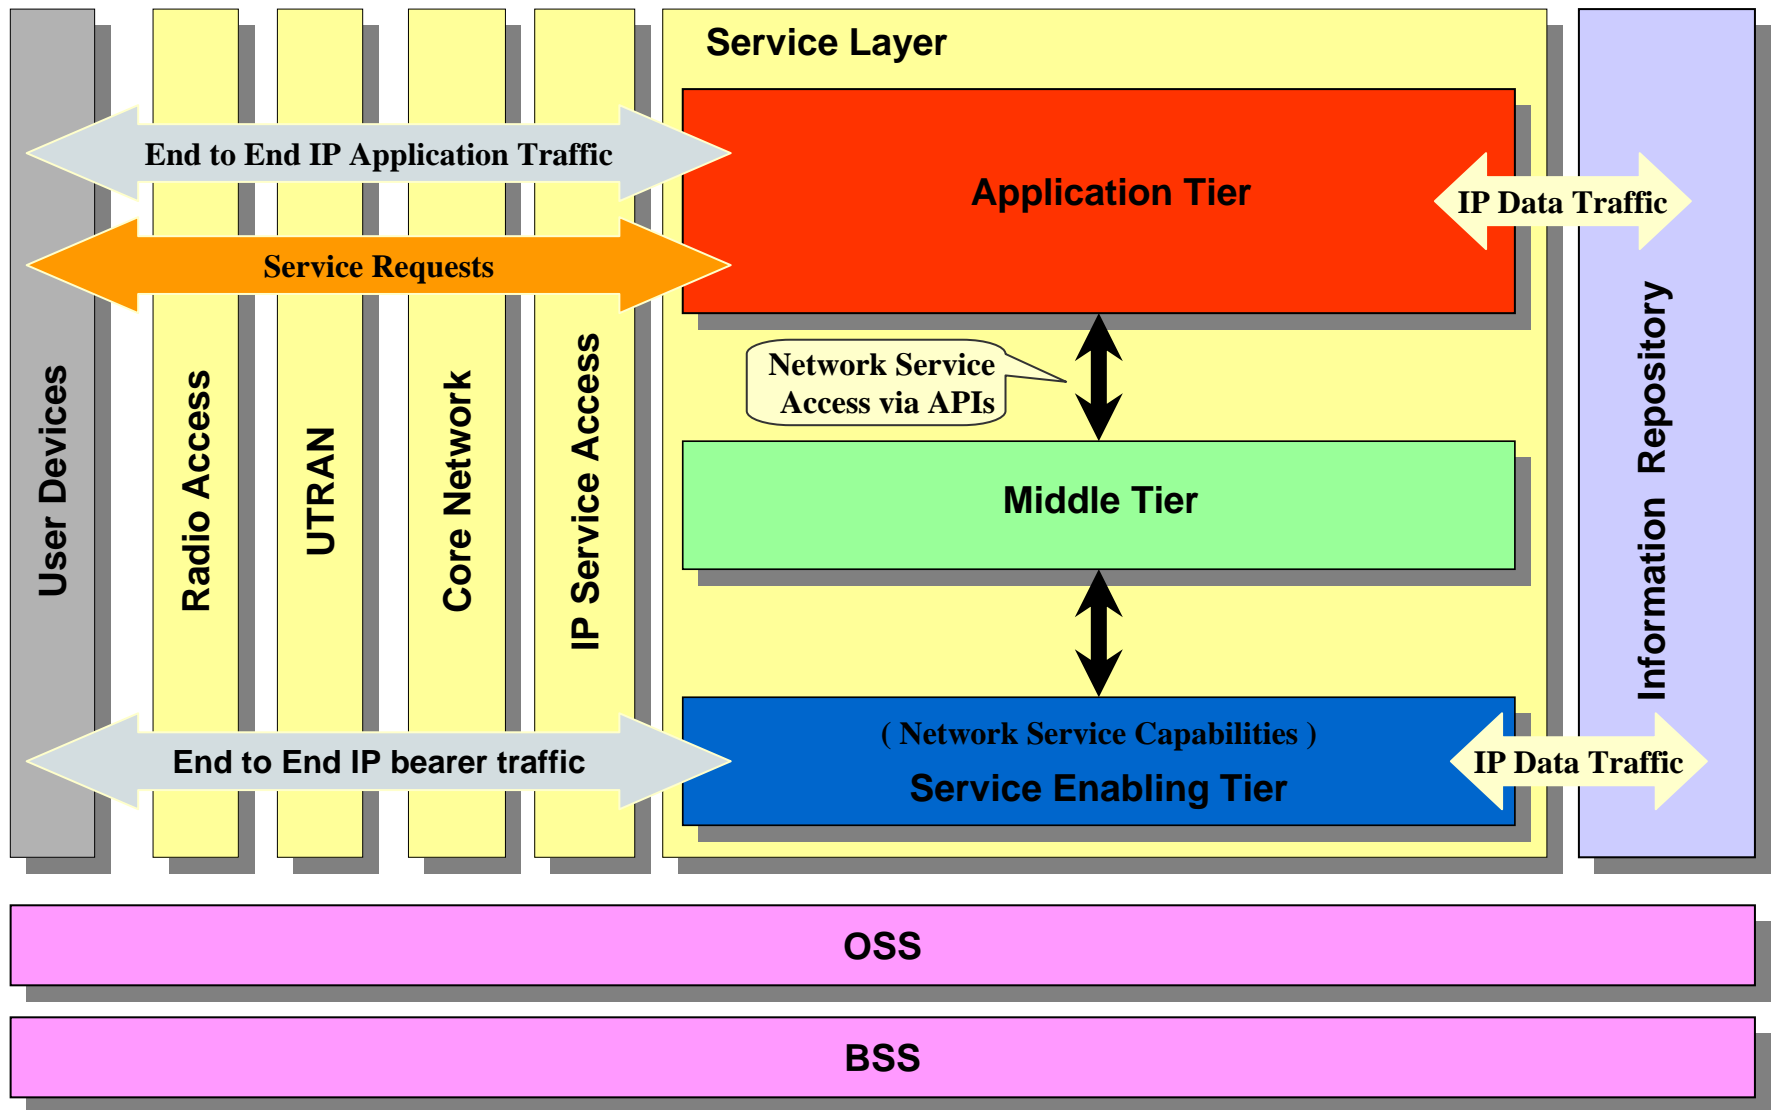 Service Layer
End to End IP Application Traffic
Application Tier
IP Data Traffic
Service Requests
Network Service
Access via APIs
User Devices
Radio Access
UTRAN
Core Network
IP Service Access
Middle Tier
Information Repository
( Network Service Capabilities )
End to End IP bearer traffic
Service Enabling Tier
IP Data Traffic
OSS
BSS